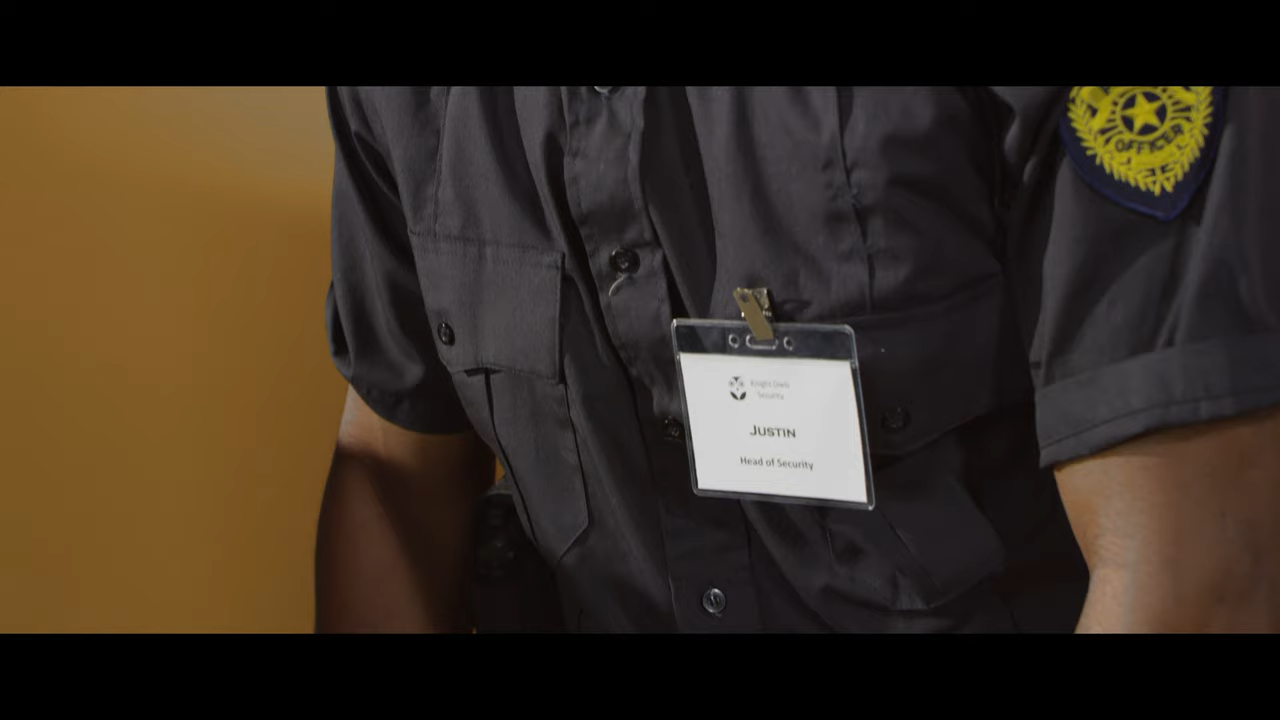 OFFICER
Knight Owls
Security
JUSTIN
Head of Security